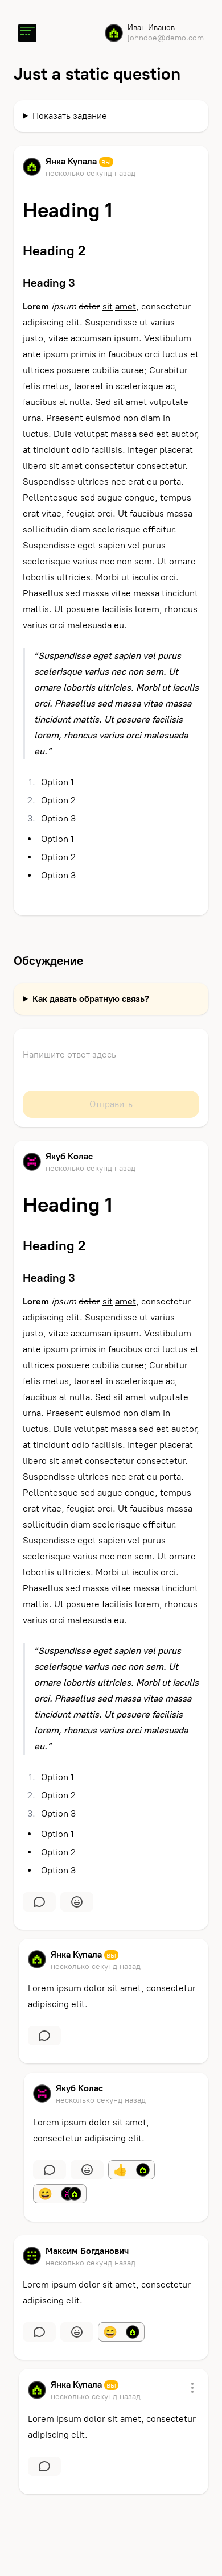 Иван Иванов
johndoe@demo.com
Just a static question
Показать задание
Янка Купала Вы
несколько секунд назад
Heading 1
Heading 2
Heading 3
Lorem ipsum dolor sit amet, consectetur
adipiscing elit. Suspendisse ut varius
justo, vitae accumsan ipsum. Vestibulum
ante ipsum primis in faucibus orci luctus et
ultrices posuere cubilia curae; Curabitur
felis metus, laoreet in scelerisque ac,
faucibus at nulla. Sed sit amet vulputate
urna. Praesent euismod non diam in
luctus. Duis volutpat massa sed est auctor,
at tincidunt odio facilisis. Integer placerat
libero sit amet consectetur consectetur.
Suspendisse ultrices nec erat eu porta.
Pellentesque sed augue congue, tempus
erat vitae, feugiat orci. Ut faucibus massa
sollicitudin diam scelerisque efficitur.
Suspendisse eget sapien vel purus
scelerisque varius nec non sem. Ut ornare
lobortis ultricies. Morbi ut iaculis orci.
Phasellus sed massa vitae massa tincidunt
mattis. Ut posuere facilisis lorem, rhoncus
varius orci malesuada eu.
“Suspendisse eget sapien vel purus
scelerisque varius nec non sem. Ut
ornare lobortis ultricies. Morbi ut iaculis
orci. Phasellus sed massa vitae massa
tincidunt mattis. Ut posuere facilisis
lorem, rhoncus varius orci malesuada
eu.”
1. Option 1
2. Option 2
3. Option 3
• Option 1
• Option 2
• Option 3
Обсуждение
Как давать обратную связь?
Напишите ответ здесь
Отправить
Якуб Колас
несколько секунд назад
Heading 1
Heading 2
Heading 3
Lorem ipsum dolor sit amet, consectetur
adipiscing elit. Suspendisse ut varius
justo, vitae accumsan ipsum. Vestibulum
ante ipsum primis in faucibus orci luctus et
ultrices posuere cubilia curae; Curabitur
felis metus, laoreet in scelerisque ac,
faucibus at nulla. Sed sit amet vulputate
urna. Praesent euismod non diam in
luctus. Duis volutpat massa sed est auctor,
at tincidunt odio facilisis. Integer placerat
libero sit amet consectetur consectetur.
Suspendisse ultrices nec erat eu porta.
Pellentesque sed augue congue, tempus
erat vitae, feugiat orci. Ut faucibus massa
sollicitudin diam scelerisque efficitur.
Suspendisse eget sapien vel purus
scelerisque varius nec non sem. Ut ornare
lobortis ultricies. Morbi ut iaculis orci.
Phasellus sed massa vitae massa tincidunt
mattis. Ut posuere facilisis lorem, rhoncus
varius orci malesuada eu.
“Suspendisse eget sapien vel purus
scelerisque varius nec non sem. Ut
ornare lobortis ultricies. Morbi ut iaculis
orci. Phasellus sed massa vitae massa
tincidunt mattis. Ut posuere facilisis
lorem, rhoncus varius orci malesuada
eu.”
1. Option 1
2. Option 2
3. Option 3
• Option 1
• Option 2
• Option 3
Янка Купала Вы
несколько секунд назад
Lorem ipsum dolor sit amet, consectetur
adipiscing elit.
Якуб Колас
несколько секунд назад
Lorem ipsum dolor sit amet,
consectetur adipiscing elit.
Максим Богданович
несколько секунд назад
Lorem ipsum dolor sit amet, consectetur
adipiscing elit.
Янка Купала Вы
несколько секунд назад
Lorem ipsum dolor sit amet, consectetur
adipiscing elit.